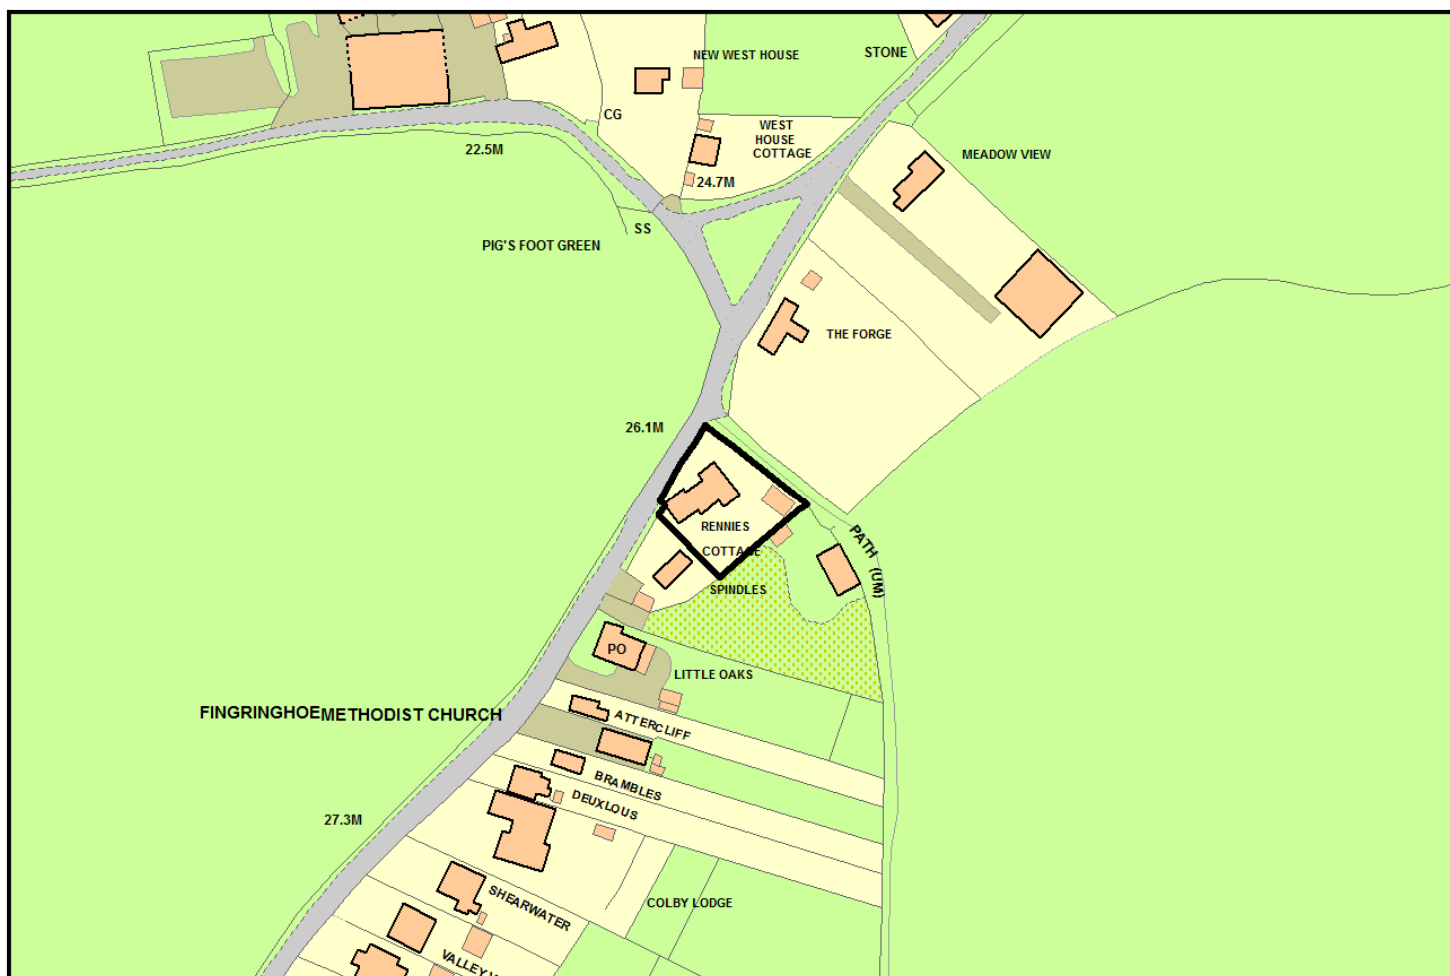 NEW WEST HOUSE
STONE
CG
WEST
HOUSE
COTTAGE
22.5M
MEADOW VIEW
24.7M
SS
PIG'S FOOT GREEN
THE FORGE
26.1M
RENNIES
COTTAGE
PATH (UM)
SPINDLES
PO
LITTLE OAKS
FINGRINGHOEMETHODIST CHURCH
ATTERCLIFF
BRAMBLES
DEUXLOUS
27.3M
SHEARWATER
COLBY LODGE